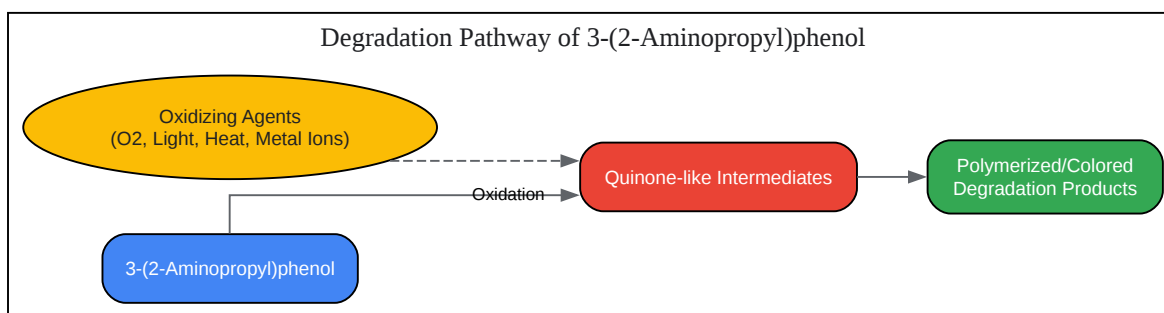 Degradation Pathway of 3-(2-Aminopropyl)phenol
Oxidizing Agents
(O2, Light, Heat, Metal Ions)
Quinone-like Intermediates
Polymerized/Colored
Degradation Products
Oxidation
3-(2-Aminopropyl)phenol